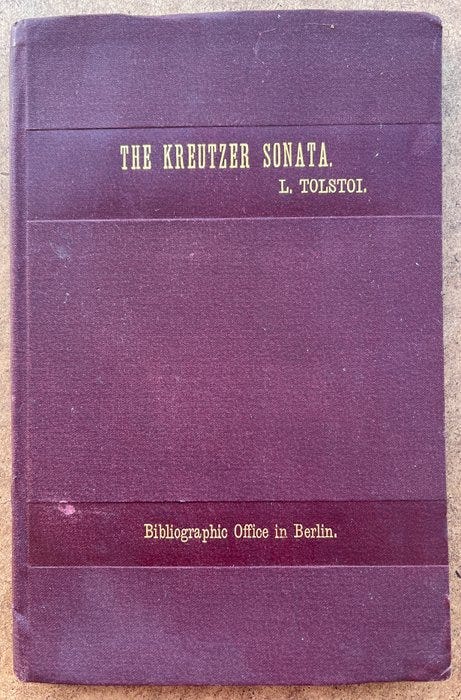 THE KREUTZER SONATA.
L. TOLSTOI.
Bibliographic Office in Berlin.